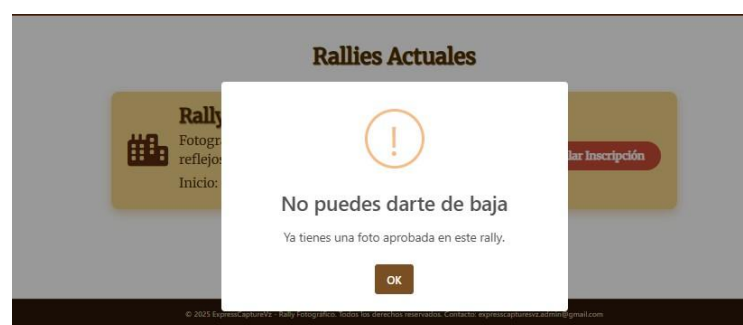 Rallies Actuales
Rally
Fotogr
reflejos
Inicio:
lar Inscripción
!
No puedes darte de baja
Ya tienes una foto aprobada en este rally.
OK
© 2025 ExpressCaptureVz - Rally Fotográfico. Todos los derechos reservados. Contacto: expresscapturevz.admin@gmail.com